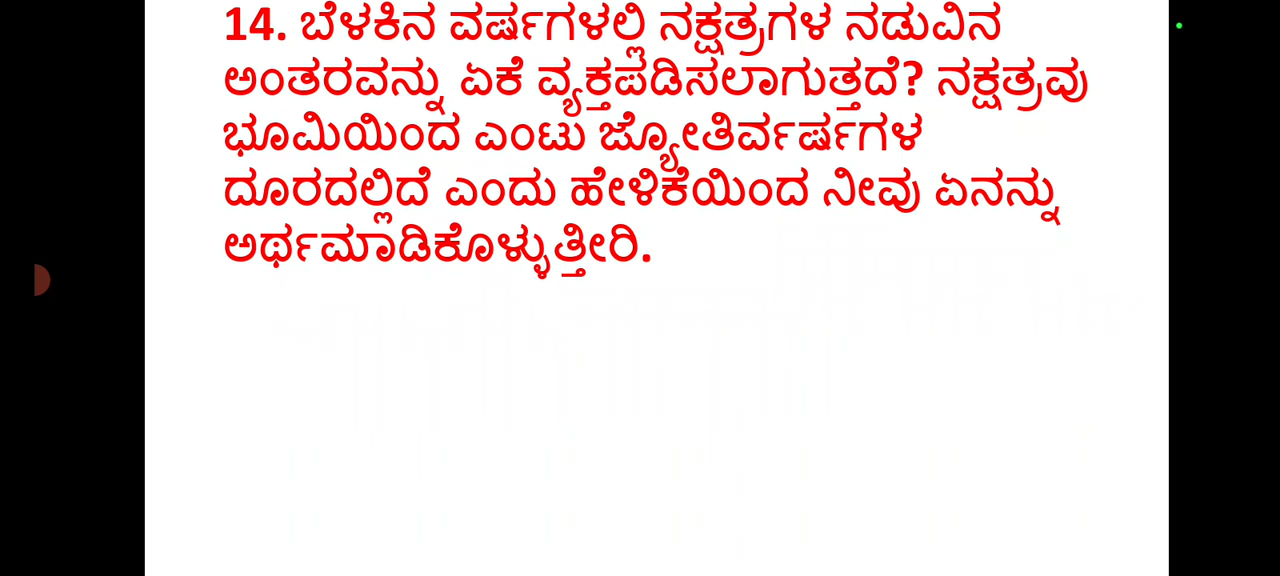 14. ಬೆಳಕಿನ ವರ್ಷಗಳಲ್ಲಿ ನಕ್ಷತ್ರಗಳ ನಡುವಿನ
ಅಂತರವನ್ನು ಏಕೆ ವ್ಯಕ್ತಪಡಿಸಲಾಗುತ್ತದೆ? ನಕ್ಷತ್ರವು
ಭೂಮಿಯಿಂದ ಎಂಟು ಜ್ಯೋತಿರ್ವರ್ಷಗಳ
ದೂರದಲ್ಲಿದೆ ಎಂದು ಹೇಳಿಕೆಯಿಂದ ನೀವು ಏನನ್ನು
ಅರ್ಥಮಾಡಿಕೊಳ್ಳುತ್ತೀರಿ.